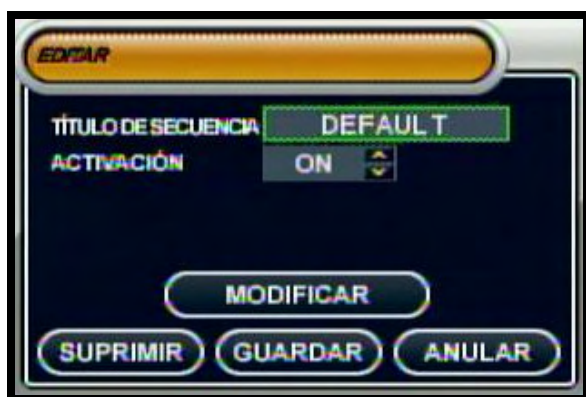 EDITAR
TÍTULO DE SECUENCIA DEFAULT
ACTIVACIÓN ON
MODIFICAR
SUPRIMIR GUARDAR ANULAR